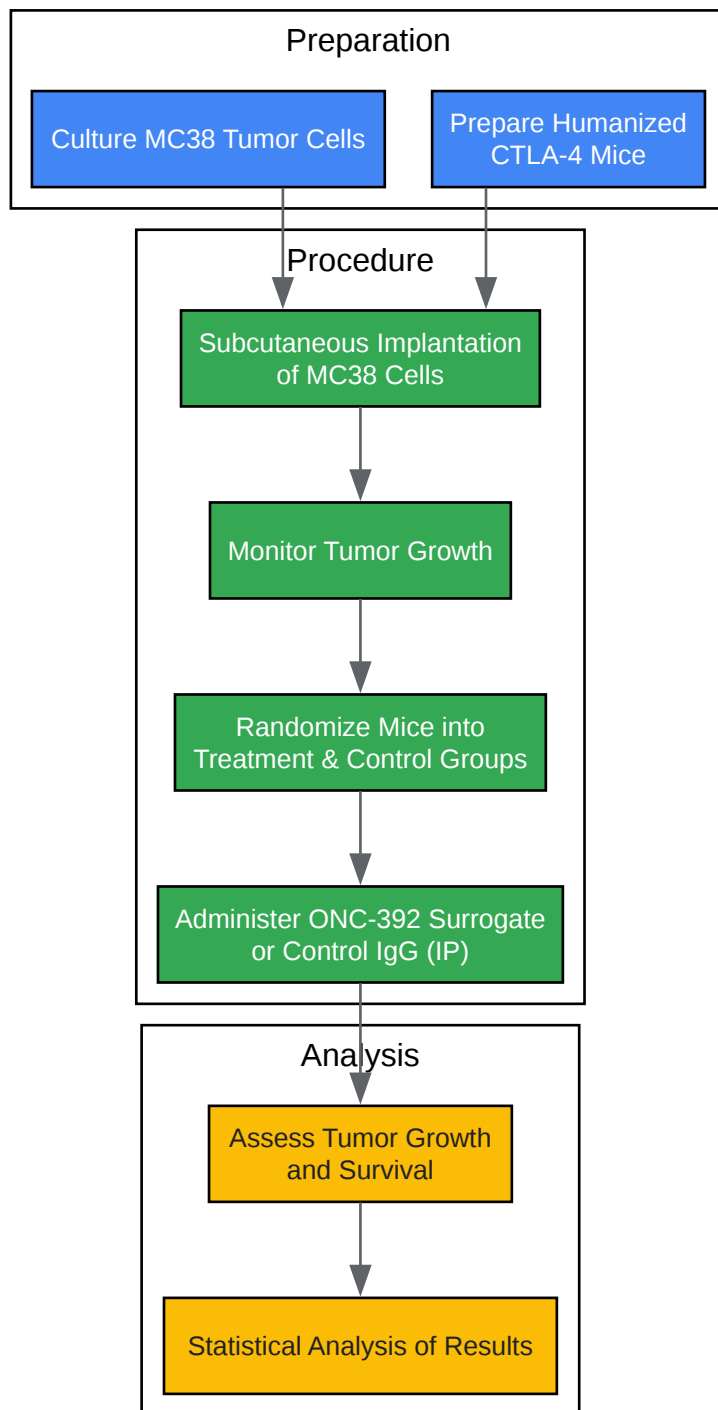 Preparation
Culture MC38 Tumor Cells
Prepare Humanized
CTLA-4 Mice
Procedure
Subcutaneous Implantation
of MC38 Cells
Monitor Tumor Growth
Randomize Mice into
Treatment & Control Groups
Administer ONC-392 Surrogate
or Control IgG (IP)
Analysis
Assess Tumor Growth
and Survival
Statistical Analysis of Results